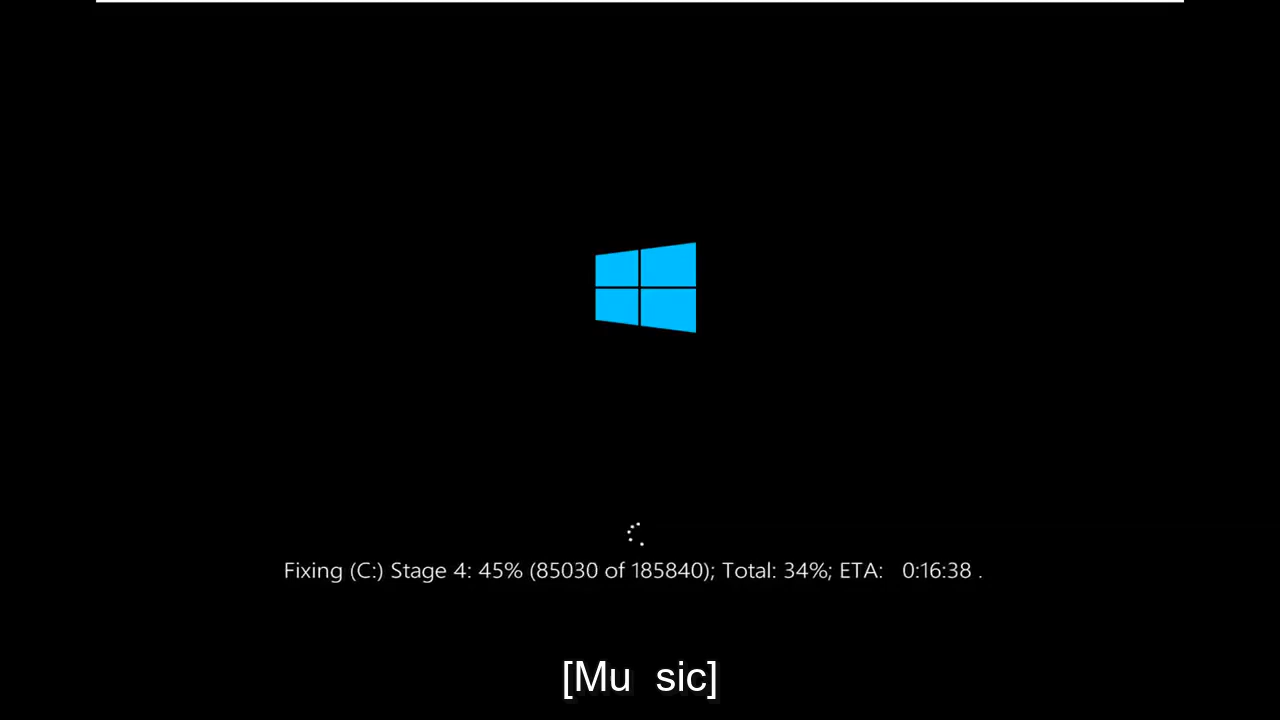 Fixing (C:) Stage 4: 45% (85030 of 185840); Total: 34%; ETA:   0:16:38 .
[Mu  sic]